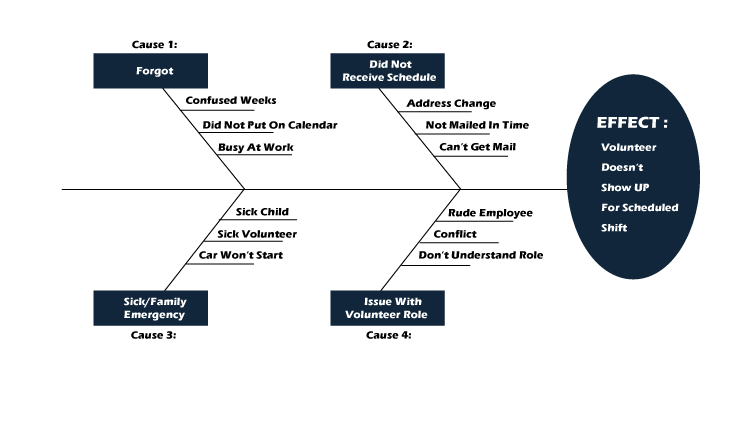 Cause 1:
Forgot
Confused Weeks
Did Not Put On Calendar
Busy At Work
Cause 2:
Did Not
Receive Schedule
Address Change
Not Mailed In Time
Can't Get Mail
EFFECT :
Volunteer
Doesn't
Show UP
For Scheduled
Shift
Sick Child
Sick Volunteer
Car Won't Start
Sick/Family
Emergency
Cause 3:
Rude Employee
Conflict
Don't Understand Role
Issue With
Volunteer Role
Cause 4: